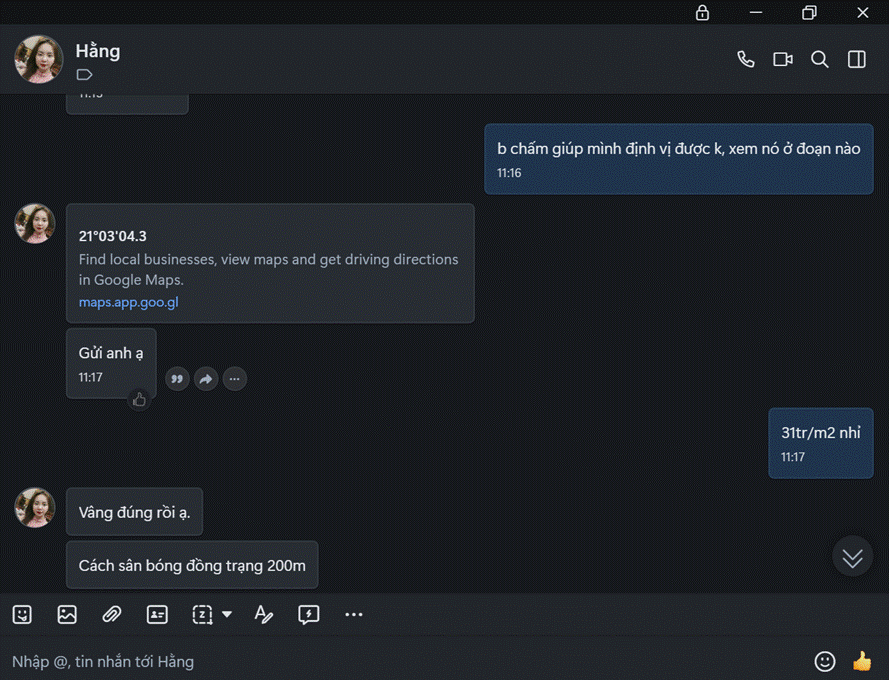 Hằng
11:15
b chấm giúp mình định vị được k, xem nó ở đoạn nào
11:16
21°03'04.3
Find local businesses, view maps and get driving directions
in Google Maps.
maps.app.goo.gl
Gửi anh ạ
11:17
31tr/m2 nhỉ
11:17
Vâng đúng rồi ạ.
Cách sân bóng đồng trạng 200m
Nhập @, tin nhắn tới Hằng